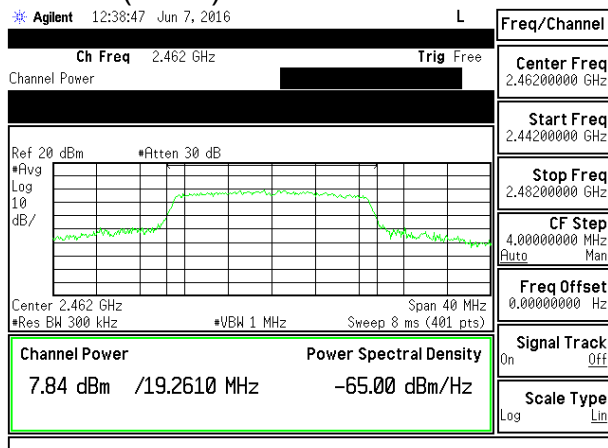 Agilent 12:38:47 Jun 7, 2016 L
Freq/Channel
Ch Freq 2.462 GHz Trig Free
Channel Power
Center Freq
2.46200000 GHz
Start Freq
2.44200000 GHz
Stop Freq
2.48200000 GHz
CF Step
4.00000000 MHz
Auto Man
Freq Offset
0.00000000 Hz
Signal Track
On Off
Scale Type
Log Lin
Ref 20 dBm #Atten 30 dB
#Avg
Log
10
dB/
Center 2.462 GHz Span 40 MHz
#Res BW 300 kHz #VBW 1 MHz Sweep 8 ms (401 pts)
Channel Power Power Spectral Density
7.84 dBm /19.2610 MHz -65.00 dBm/Hz